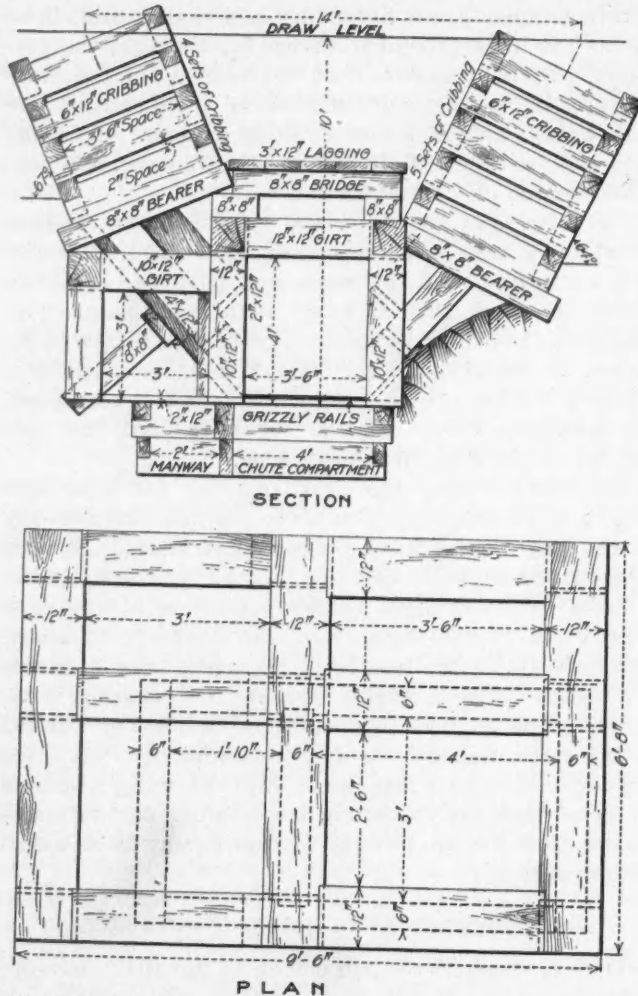 14'
DRAW LEVEL
10'
4 Sets of Cribbing
5 Sets of Cribbing
6"x12" CRIBBING
3'-6" Space
2" Space
8"x8" BEARER
67°
6"x12" CRIBBING
8"x8" BEARER
64°
3"x12" LAGGING
8"x8" BRIDGE
8"x8"
8"x8"
12"x12" GIRT
10"x12"
GIRT
12"
12"
2"x12"
4'
3'
8"x8"
4"x12"
10"x12"
10"x12"
3'
3'-6"
2"x12"
GRIZZLY RAILS
2'
4'
MANWAY
CHUTE COMPARTMENT
SECTION
12"
12"
3'
12"
3'-6"
12"
12"
6"
6"
1'-10"
6"
4'
6"
2'-6"
3'
12"
6"
6'-8"
9'-6"
PLAN